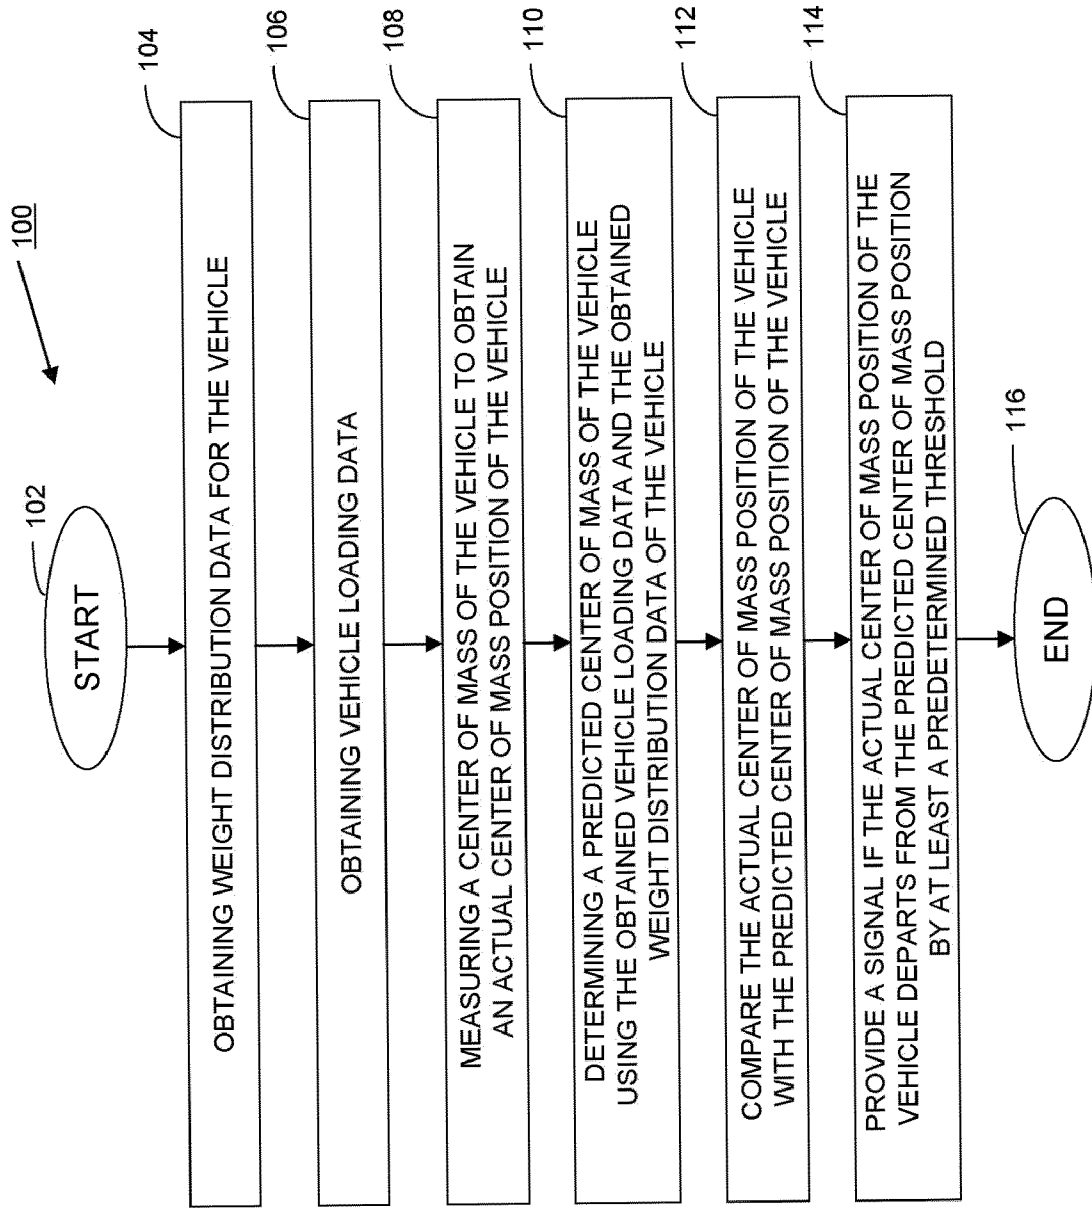 100
102
START
104
OBTAINING WEIGHT DISTRIBUTION DATA FOR THE VEHICLE
106
OBTAINING VEHICLE LOADING DATA
108
MEASURING A CENTER OF MASS OF THE VEHICLE TO OBTAIN
AN ACTUAL CENTER OF MASS POSITION OF THE VEHICLE
110
DETERMINING A PREDICTED CENTER OF MASS OF THE VEHICLE
USING THE OBTAINED VEHICLE LOADING DATA AND THE OBTAINED
WEIGHT DISTRIBUTION DATA OF THE VEHICLE
112
COMPARE THE ACTUAL CENTER OF MASS POSITION OF THE VEHICLE
WITH THE PREDICTED CENTER OF MASS POSITION OF THE VEHICLE
114
PROVIDE A SIGNAL IF THE ACTUAL CENTER OF MASS POSITION OF THE
VEHICLE DEPARTS FROM THE PREDICTED CENTER OF MASS POSITION
BY AT LEAST A PREDETERMINED THRESHOLD
116
END